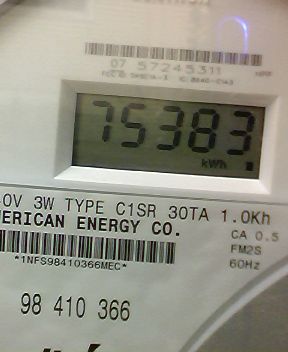 07 57245311
75383
kWh
3W TYPE C1SR 30TA 1.0Kh
ERICAN ENERGY CO.
CA 0.5
FM2S
60Hz
*1NFS98410366MEC*
98 410 366